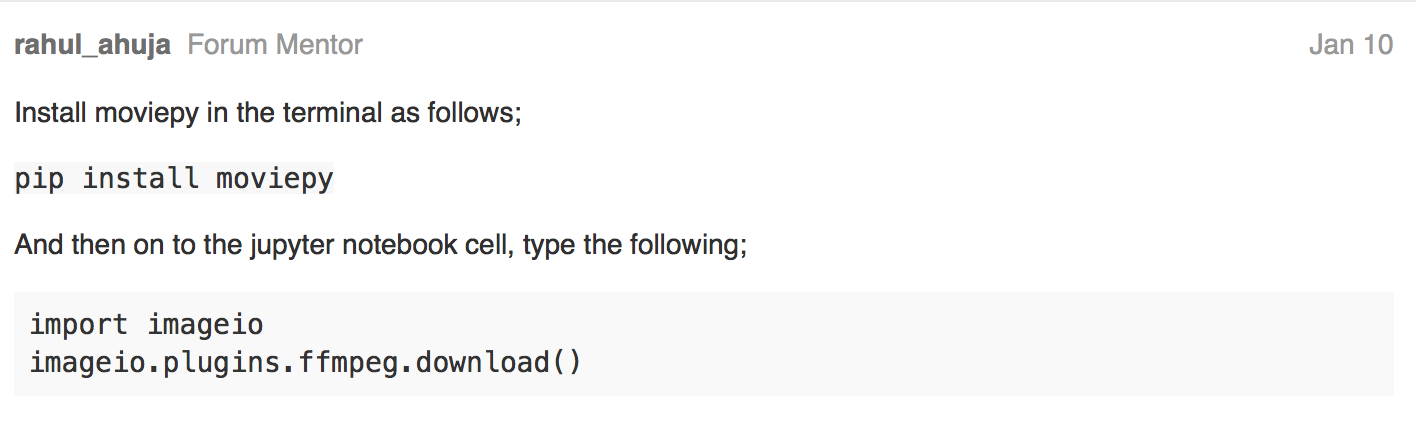 rahul_ahuja Forum Mentor Jan 10
Install moviepy in the terminal as follows;
pip install moviepy
And then on to the jupyter notebook cell, type the following;
import imageio
imageio.plugins.ffmpeg.download()